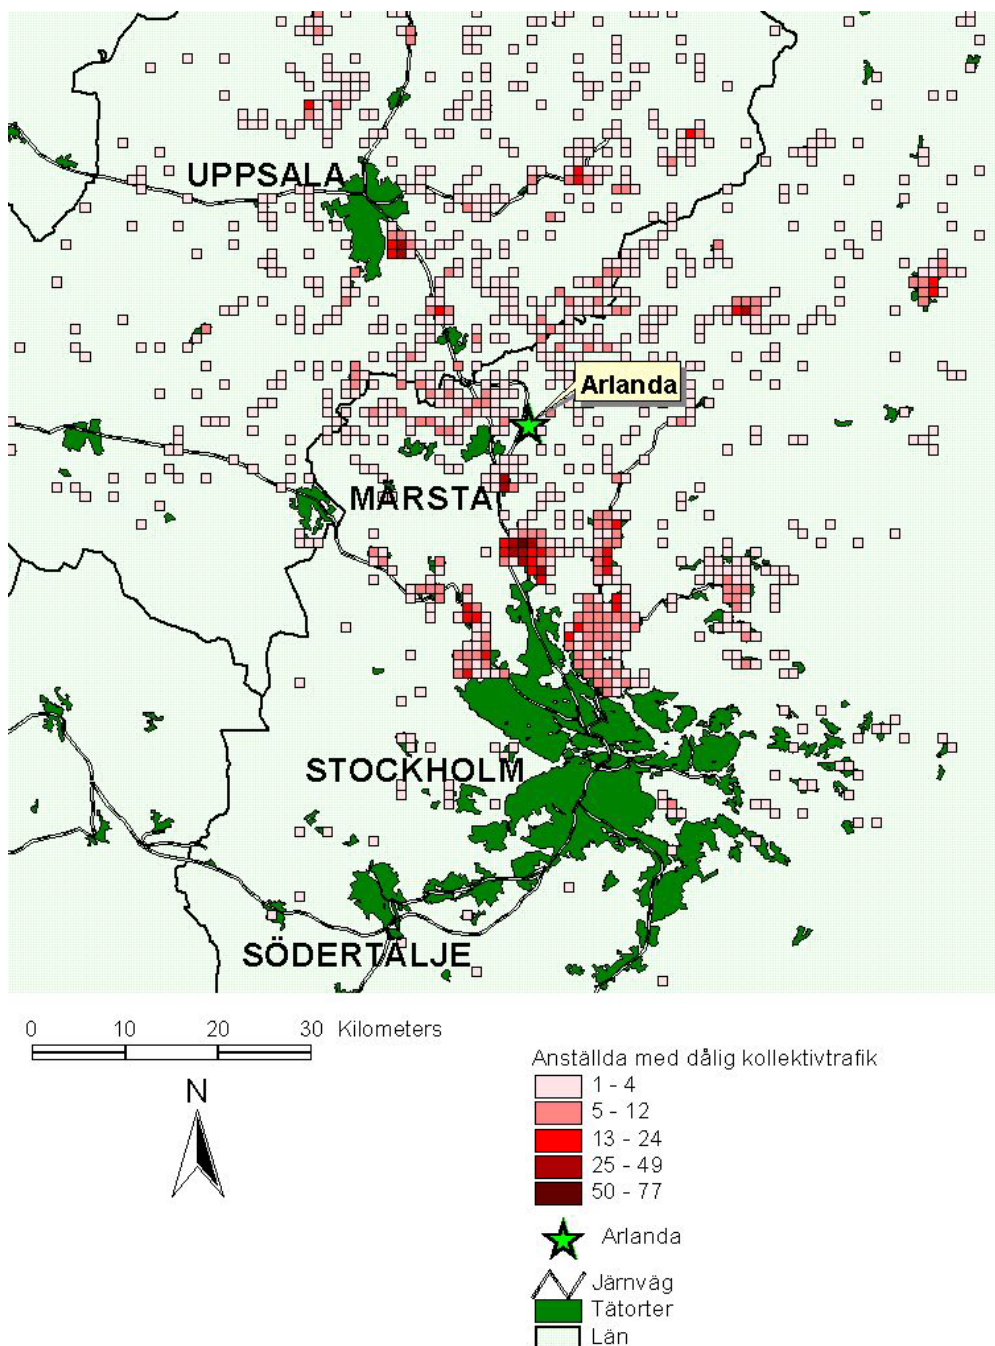 UPPSALA
Arlanda
MÄRSTA
STOCKHOLM
SÖDERTÄLJE
0 10 20 30 Kilometers
N
Anställda med dålig kollektivtrafik
1 - 4
5 - 12
13 - 24
25 - 49
50 - 77
Arlanda
Järnväg
Tätorter
Län